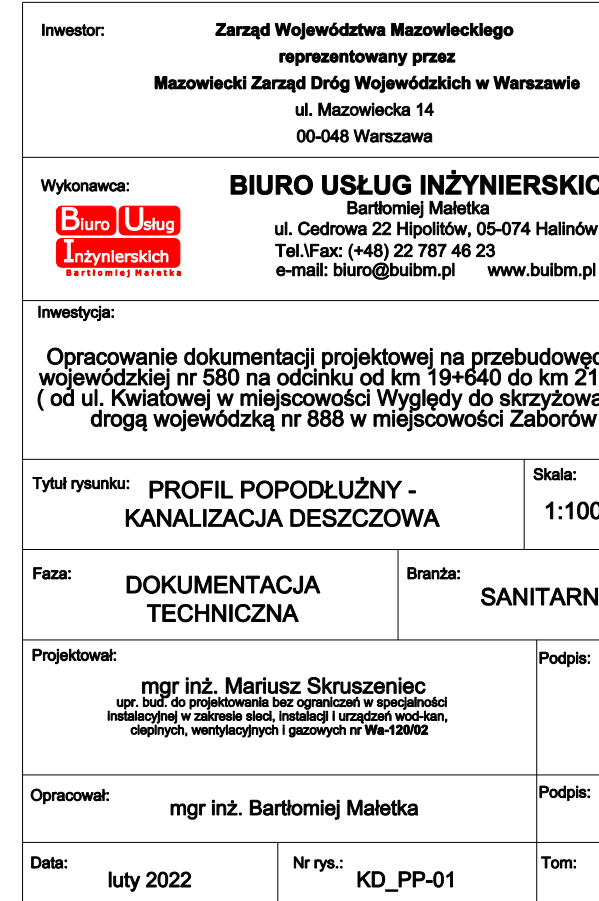 Inwestor:
Zarząd Województwa Mazowieckiego
reprezentowany przez
Mazowiecki Zarząd Dróg Wojewódzkich w Warszawie
ul. Mazowiecka 14
00-048 Warszawa
Wykonawca:
Biuro Usług
Inżynierskich
Bartłomiej Małetka
BIURO USŁUG INŻYNIERSKIC
Bartłomiej Małetka
ul. Cedrowa 22 Hipolitów, 05-074 Halinów
Tel.\Fax: (+48) 22 787 46 23
e-mail: biuro@buibm.pl www.buibm.pl
Inwestycja:
Opracowanie dokumentacji projektowej na przebudowę
wojewódzkiej nr 580 na odcinku od km 19+640 do km 21
( od ul. Kwiatowej w miejscowości Wyględy do skrzyżowa
drogą wojewódzką nr 888 w miejscowości Zaborów
Tytuł rysunku:
PROFIL POPODŁUŻNY -
KANALIZACJA DESZCZOWA
Skala:
1:100
Faza:
DOKUMENTACJA
TECHNICZNA
Branża:
SANITARN
Projektował:
mgr inż. Mariusz Skruszeniec
upr. bud. do projektowania bez ograniczeń w specjalności
instalacyjnej w zakresie sieci, instalacji i urządzeń wod-kan,
cieplnych, wentylacyjnych i gazowych nr Wa-120/02
Podpis:
Opracował:
mgr inż. Bartłomiej Małetka
Podpis:
Data:
luty 2022
Nr rys.:
KD_PP-01
Tom: